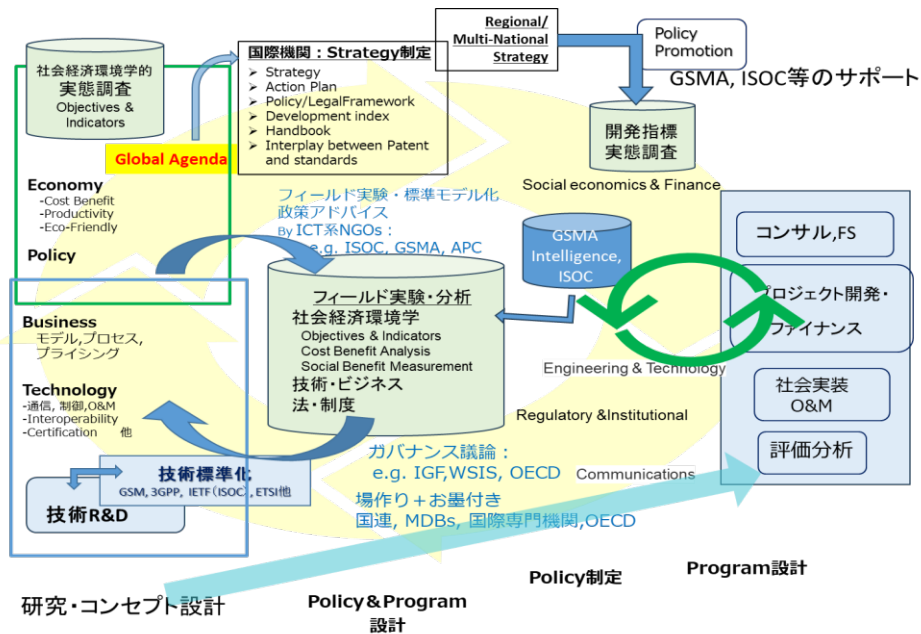 社会経済環境学的
実態調査
Objectives &
Indicators
国際機関：Strategy制定
➢ Strategy
➢ Action Plan
➢ Policy/LegalFramework
➢ Development index
➢ Handbook
➢ Interplay between Patent
and standards
Regional/
Multi-National
Strategy
Policy
Promotion
GSMA, ISOC等のサポート
開発指標
実態調査
Global Agenda
Economy
-Cost Benefit
-Productivity
-Eco-Friendly
Policy
フィールド実験・標準モデル化
政策アドバイス
By ICT系NGOs：
e.g. ISOC, GSMA, APC
Social economics & Finance
GSMA
Intelligence,
ISOC
コンサル,FS
プロジェクト開発・
ファイナンス
社会実装
O&M
評価分析
フィールド実験・分析
社会経済環境学
Objectives & Indicators
Cost Benefit Analysis
Social Benefit Measurement
技術・ビジネス
法・制度
Business
モデル,プロセス,
プライシング
Technology
-通信, 制御,O&M
-Interoperability
-Certification 他
Engineering & Technology
Regulatory &Institutional
Communications
技術標準化
GSM, 3GPP, IETF（ISOC）, ETSI他
技術R&D
ガバナンス議論：
e.g. IGF,WSIS, OECD
場作り＋お墨付き
国連, MDBs, 国際専門機関,OECD
研究・コンセプト設計
Policy&Program
設計
Policy制定
Program設計